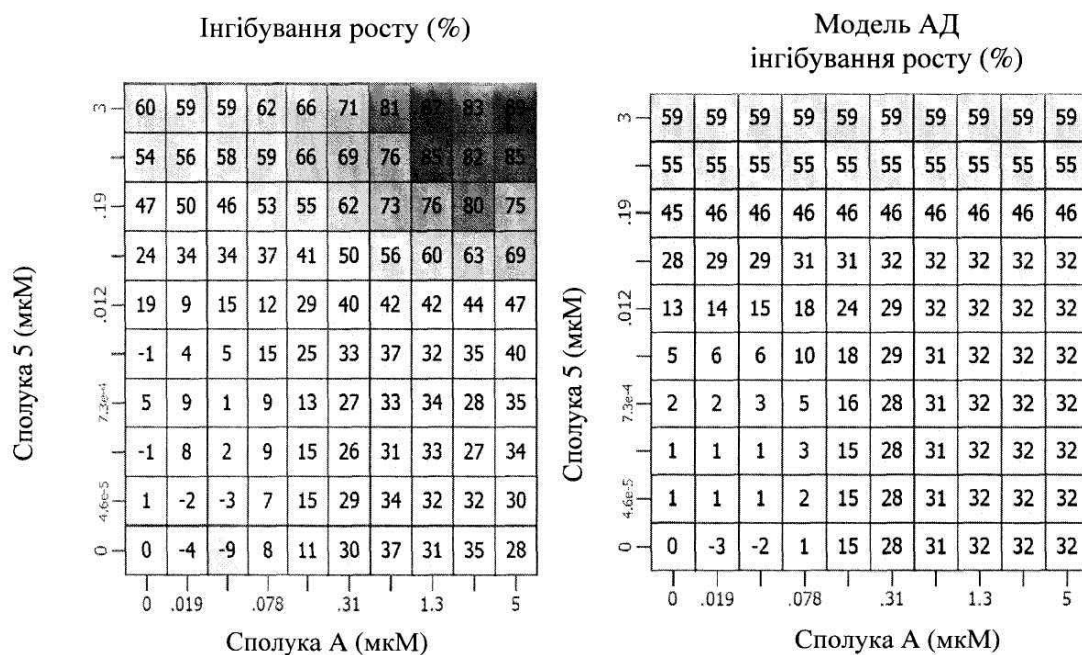 Інгібування росту (%)
Сполука 5 (мкМ)
3 60 59 59 62 66 71 81 87 83 89
54 56 58 59 66 69 76 85 82 85
.19 47 50 46 53 55 62 73 76 80 75
24 34 34 37 41 50 56 60 63 69
.012 19 9 15 12 29 40 42 42 44 47
-1 4 5 15 25 33 37 32 35 40
7.3e-4 5 9 1 9 13 27 33 34 28 35
-1 8 2 9 15 26 31 33 27 34
4.6e-5 1 -2 -3 7 15 29 34 32 32 30
0 0 -4 -9 8 11 30 37 31 35 28
0 .019 .078 .31 1.3 5
Сполука А (мкМ)
Модель АД
інгібування росту (%)
Сполука 5 (мкМ)
3 59 59 59 59 59 59 59 59 59 59
55 55 55 55 55 55 55 55 55 55
.19 45 46 46 46 46 46 46 46 46 46
28 29 29 31 31 32 32 32 32 32
.012 13 14 15 18 24 29 32 32 32 32
5 6 6 10 18 29 31 32 32 32
7.3e-4 2 2 3 5 16 28 31 32 32 32
1 1 1 3 15 28 31 32 32 32
4.6e-5 1 1 1 2 15 28 31 32 32 32
0 0 -3 -2 1 15 28 31 32 32 32
0 .019 .078 .31 1.3 5
Сполука А (мкМ)